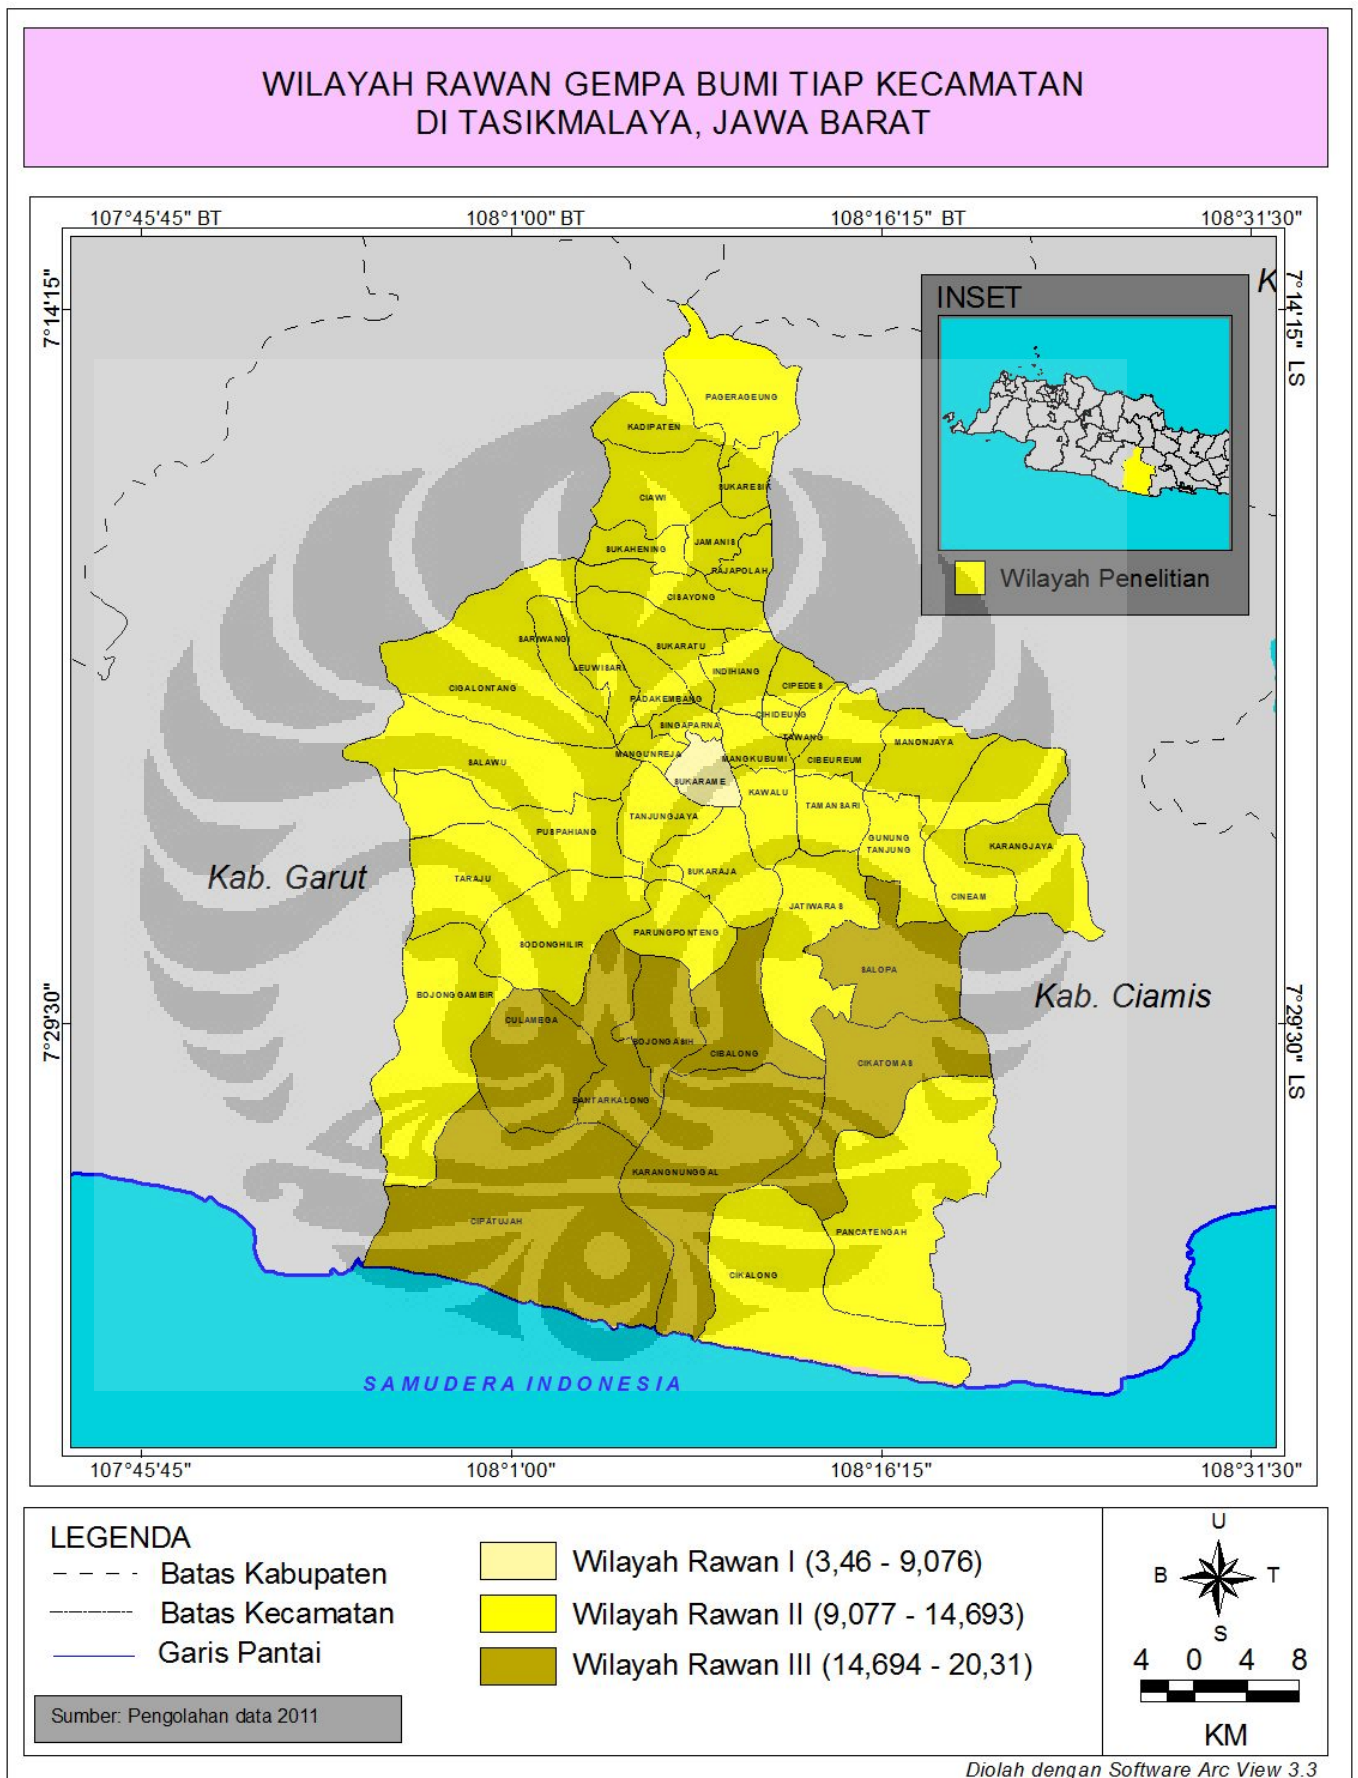 WILAYAH RAWAN GEMPA BUMI TIAP KECAMATAN
DI TASIKMALAYA, JAWA BARAT
107°45'45" BT
108°1'00" BT
108°16'15" BT
108°31'30"
7°14'15"
7°14'15" LS
K
INSET
Wilayah Penelitian
PAGERAGEUNG
KADIPATEN
SUKARESIK
CIAWI
JAMANIS
SUKAHENING
RAJAPOLAH
CIBAYONG
SARIWANGI
SUKARATU
LEUWISARI
INDIHIANG
CIGALONTANG
CIPEDES
PADAKEMBANG
CIHIDEUNG
SINGAPARNA
TAWANG
MANONJAYA
MANGUNREJA
MANGKUBUMI
CIBEUREUM
SALAWU
SUKARAME
KAWALU
TAMANSARI
TANJUNGJAYA
PUSPAHIANG
GUNUNG
TANJUNG
KARANGJAYA
SUKARAJA
Kab. Garut
TARAJU
CINEAM
JATIWARAS
PARUNGPONTENG
SODONGHILIR
SALOPA
BOJONGGAMBIR
Kab. Ciamis
7°29'30"
7°29'30" LS
CULAMEGA
BOJONGASIH
CIBALONG
CIKATOMAS
BANTARKALONG
KARANGNUNGGAL
CIPATUJAH
PANCATENGAH
CIKALONG
SAMUDERA INDONESIA
107°45'45"
108°1'00"
108°16'15"
108°31'30"
LEGENDA
Batas Kabupaten
Batas Kecamatan
Garis Pantai
Sumber: Pengolahan data 2011
Wilayah Rawan I (3,46 - 9,076)
Wilayah Rawan II (9,077 - 14,693)
Wilayah Rawan III (14,694 - 20,31)
U
B T
S
4 0 4 8
KM
Diolah dengan Software Arc View 3.3